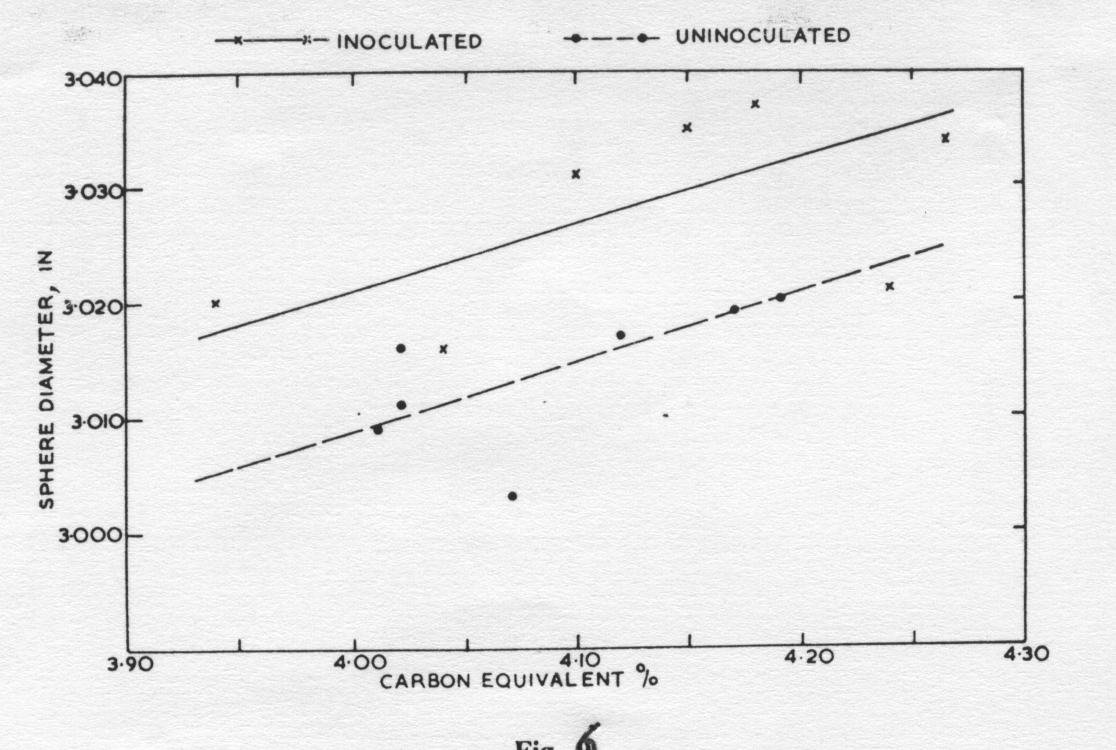 INOCULATED UNINOCULATED
3·040
3·030
3·020
3·010
3·000
SPHERE DIAMETER, IN
3·90 4·00 4·10 4·20 4·30
CARBON EQUIVALENT %
Fig. 6